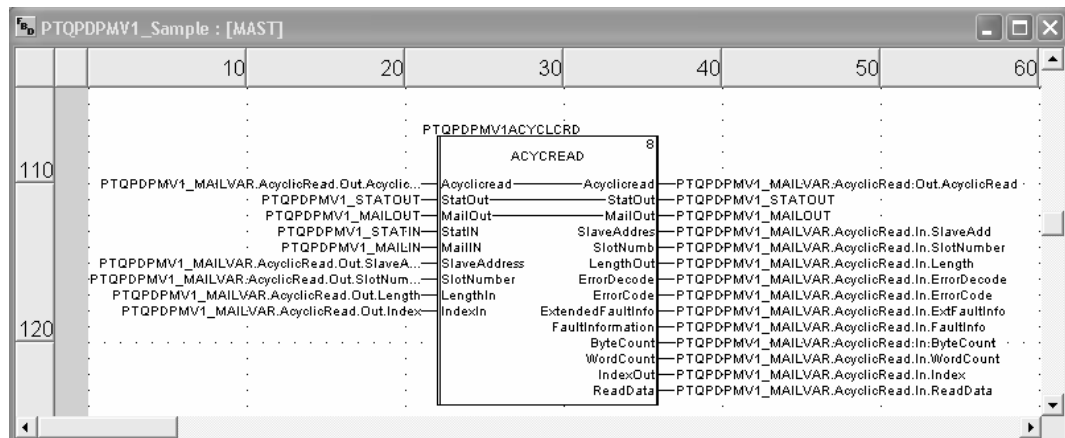 PTQPDPMV1_Sample : [MAST]
10 20 30 40 50 60
PTQPDPMV1ACYCLCRD
8
ACYCREAD
110
PTQPDPMV1_MAILVAR.AcyclicRead.Out.Acyclic... Acyclicread Acyclicread PTQPDPMV1_MAILVAR.AcyclicRead.Out.AcyclicRead
PTQPDPMV1_STATOUT StatOut StatOut PTQPDPMV1_STATOUT
PTQPDPMV1_MAILOUT MailOut MailOut PTQPDPMV1_MAILOUT
PTQPDPMV1_STATIN StatIN SlaveAddres PTQPDPMV1_MAILVAR.AcyclicRead.In.SlaveAdd
PTQPDPMV1_MAILIN MailIN SlotNumb PTQPDPMV1_MAILVAR.AcyclicRead.In.SlotNumber
PTQPDPMV1_MAILVAR.AcyclicRead.Out.SlaveA... SlaveAddress LengthOut PTQPDPMV1_MAILVAR.AcyclicRead.In.Length
PTQPDPMV1_MAILVAR.AcyclicRead.Out.SlotNum... SlotNumber ErrorDecode PTQPDPMV1_MAILVAR.AcyclicRead.In.ErrorDecode
PTQPDPMV1_MAILVAR.AcyclicRead.Out.Length LengthIn ErrorCode PTQPDPMV1_MAILVAR.AcyclicRead.In.ErrorCode
PTQPDPMV1_MAILVAR.AcyclicRead.Out.Index IndexIn ExtendedFaultInfo PTQPDPMV1_MAILVAR.AcyclicRead.In.ExtFaultInfo
120
FaultInformation PTQPDPMV1_MAILVAR.AcyclicRead.In.FaultInfo
ByteCount PTQPDPMV1_MAILVAR.AcyclicRead.In.ByteCount
WordCount PTQPDPMV1_MAILVAR.AcyclicRead.In.WordCount
IndexOut PTQPDPMV1_MAILVAR.AcyclicRead.In.Index
ReadData PTQPDPMV1_MAILVAR.AcyclicRead.In.ReadData